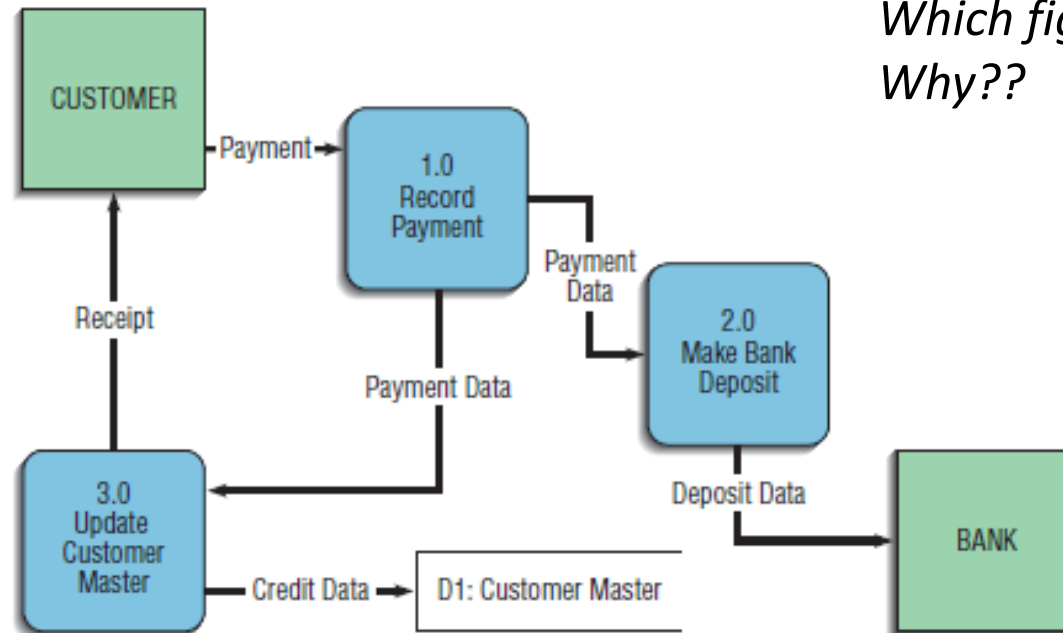 Which
Why??
CUSTOMER
Payment
1.0
Record
Payment
Payment
Data
2.0
Make Bank
Deposit
Receipt
Payment Data
3.0
Update
Customer
Master
Deposit Data
BANK
Credit Data
D1: Customer Master